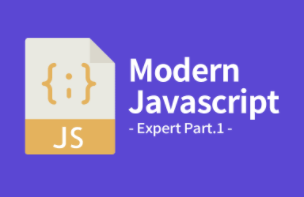 {;}
JS
Modern
Javascript
- Expert Part.1 -